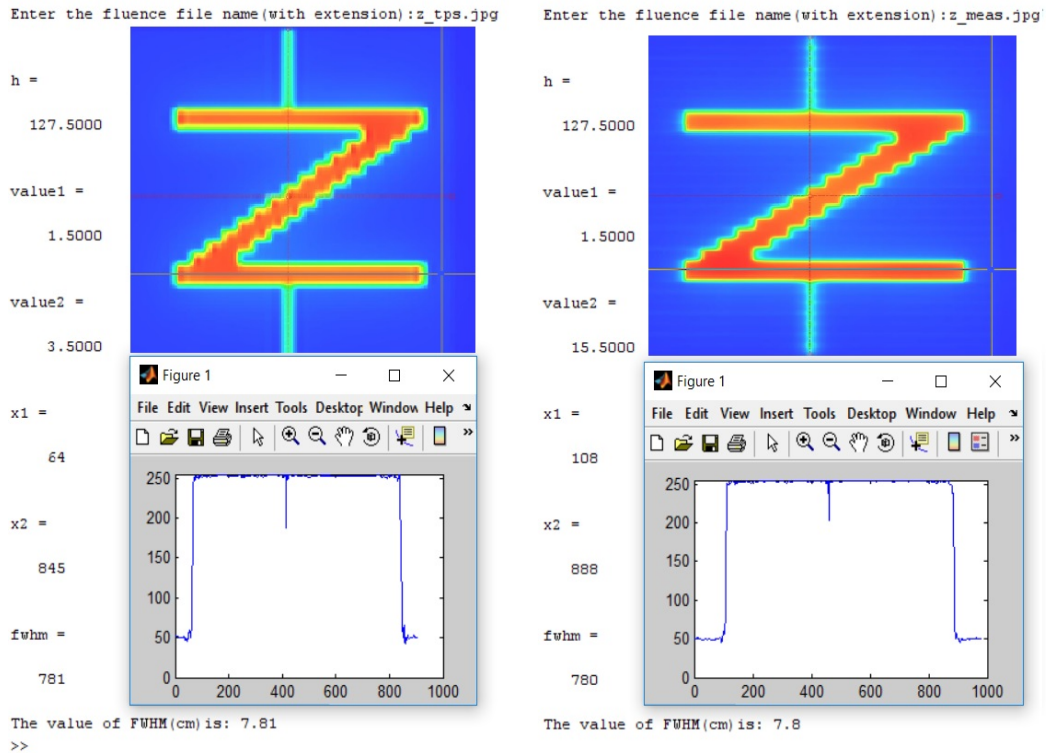 Enter the fluence file name(with extension):z_tps.jpg
h =
127.5000
value1 =
1.5000
value2 =
3.5000
x1 =
64
x2 =
845
fwhm =
781
The value of FWHM(cm)is: 7.81
>>
Figure 1
File Edit View Insert Tools Desktop Window Help
250
200
150
100
50
0
0 200 400 600 800 1000
Enter the fluence file name(with extension):z_meas.jpg
h =
127.5000
value1 =
1.5000
value2 =
15.5000
x1 =
108
x2 =
888
fwhm =
780
The value of FWHM(cm)is: 7.8
Figure 1
File Edit View Insert Tools Desktop Window Help
250
200
150
100
50
0
0 200 400 600 800 1000